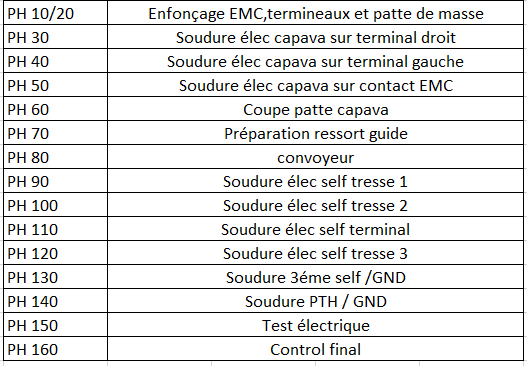 PH 10/20 Enfonçage EMC,termineaux et patte de masse
PH 30 Soudure élec capava sur terminal droit
PH 40 Soudure élec capava sur terminal gauche
PH 50 Soudure élec capava sur contact EMC
PH 60 Coupe patte capava
PH 70 Préparation ressort guide
PH 80 convoyeur
PH 90 Soudure élec self tresse 1
PH 100 Soudure élec self tresse 2
PH 110 Soudure élec self terminal
PH 120 Soudure élec self tresse 3
PH 130 Soudure 3éme self /GND
PH 140 Soudure PTH / GND
PH 150 Test électrique
PH 160 Control final